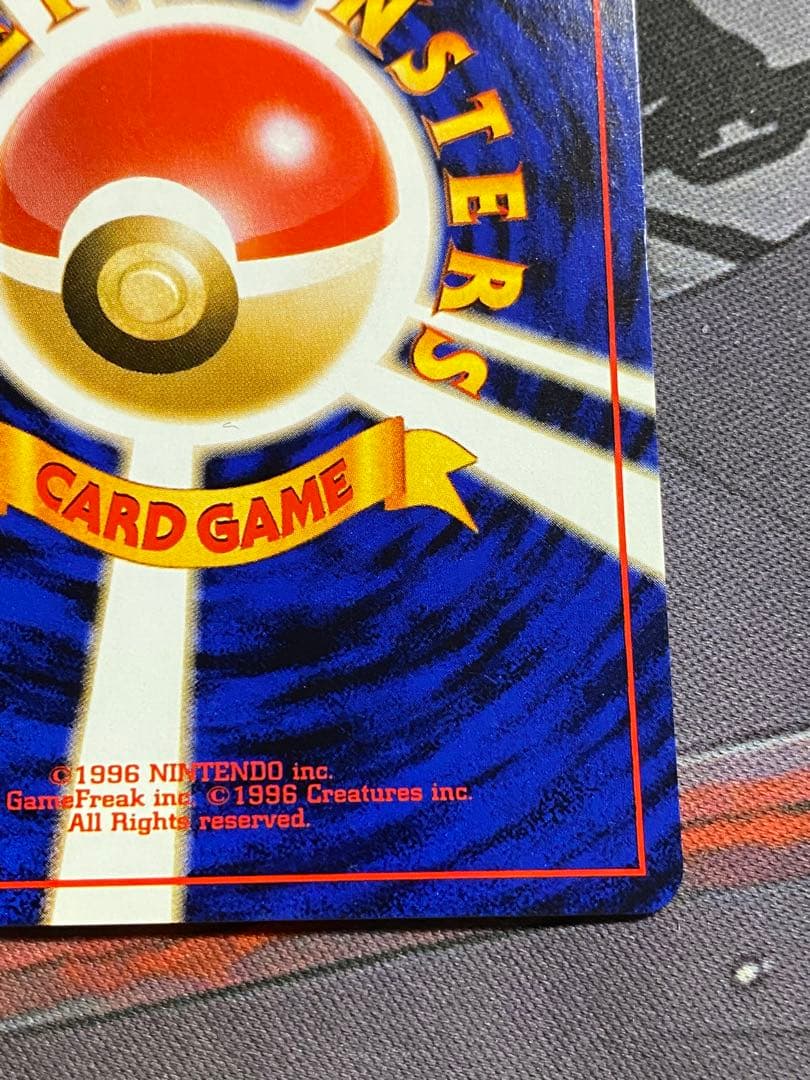 NSTERS
CARD GAME
©1996 NINTENDO inc.
GameFreak inc. ©1996 Creatures inc.
All Rights reserved.